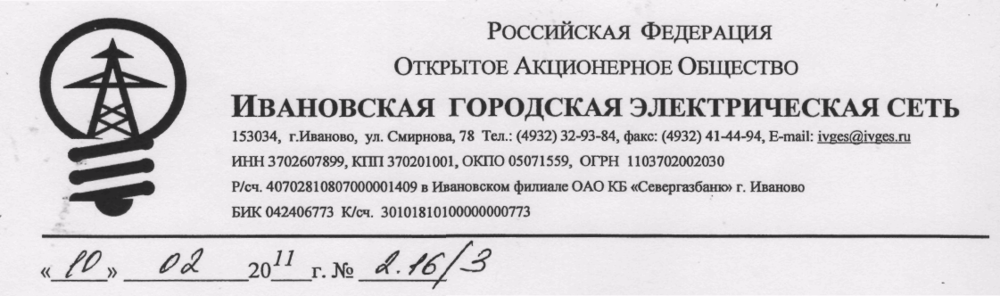 Российская Федерация
Открытое Акционерное Общество
Ивановская городская электрическая сеть
153034, г.Иваново, ул. Смирнова, 78 Тел.: (4932) 32-93-84, факс: (4932) 41-44-94, E-mail: ivges@ivges.ru
ИНН 3702607899, КПП 370201001, ОКПО 05071559, ОГРН 1103702002030
Р/сч. 40702810807000001409 в Ивановском филиале ОАО КБ «Севергазбанк» г. Иваново
БИК 042406773 К/сч. 30101810100000000773
«10» 02 2011 г. № 2.16/3